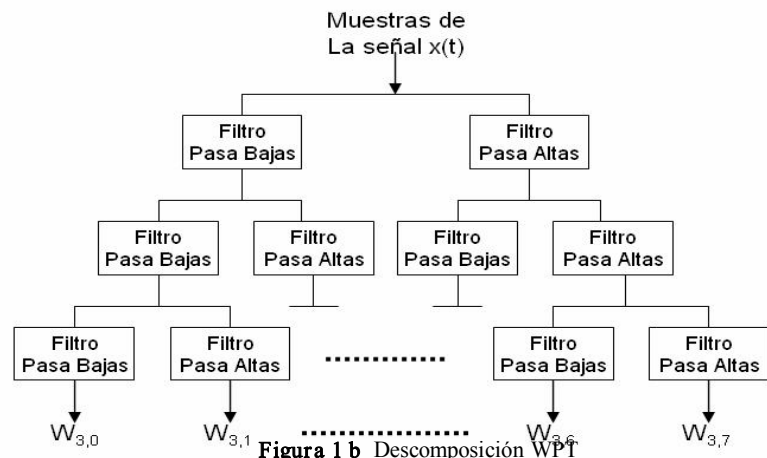 Muestras de
La señal x(t)
Filtro
Pasa Bajas
Filtro
Pasa Altas
Filtro
Pasa Bajas
Filtro
Pasa Altas
Filtro
Pasa Bajas
Filtro
Pasa Altas
Filtro
Pasa Bajas
Filtro
Pasa Altas
Filtro
Pasa Bajas
Filtro
Pasa Altas
W3,0
W3,1
W3,6
W3,7
Figura 1 b Descomposición WPT